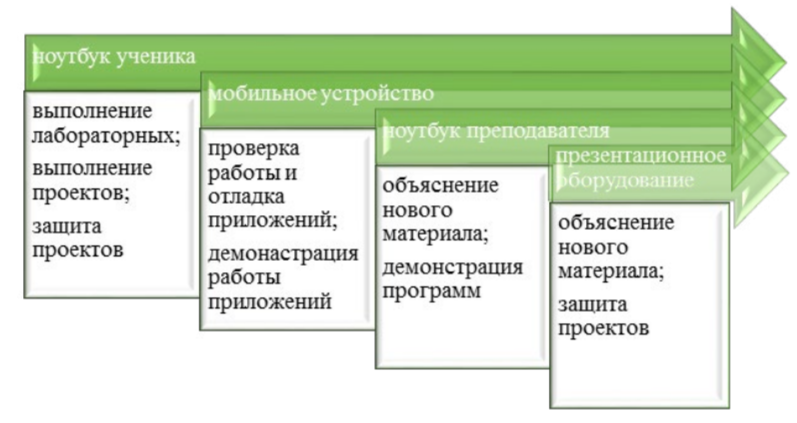 ноутбук ученика
выполнение
лабораторных;
выполнение
проектов;
защита
проектов
мобильное устройство
проверка
работы и
отладка
приложений;
демонастрация
работы
приложений
ноутбук преподавателя
объяснение
нового
материала;
демонстрация
программ
презентационное
оборудование
объяснение
нового
материала;
защита
проектов